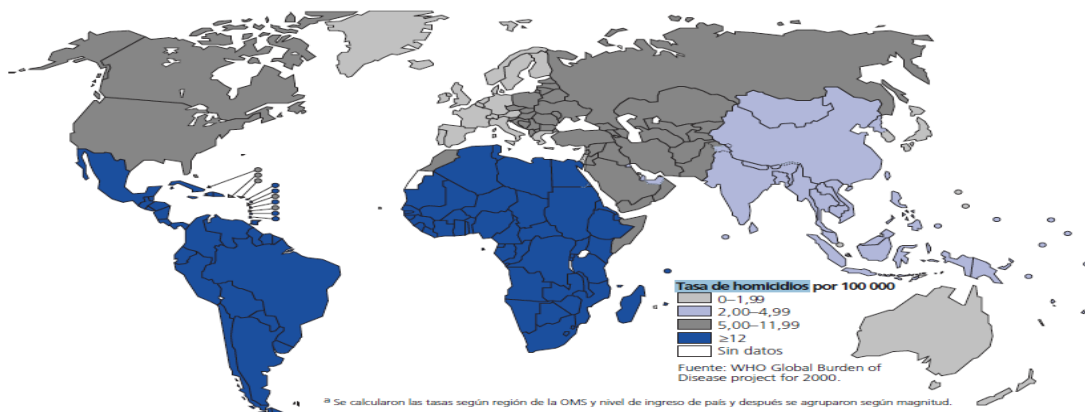 Tasa de homicidios por 100 000
0–1,99
2,00–4,99
5,00–11,99
≥12
Sin datos
Fuente: WHO Global Burden of
Disease project for 2000.
ª Se calcularon las tasas según región de la OMS y nivel de ingreso de país y después se agruparon según magnitud.